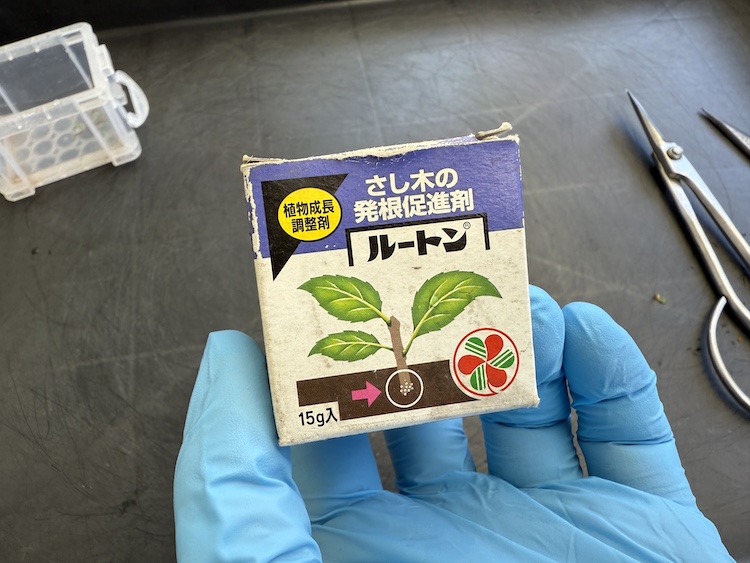 植物成長
調整剤
さし木の
発根促進剤
ルートン®
15g入